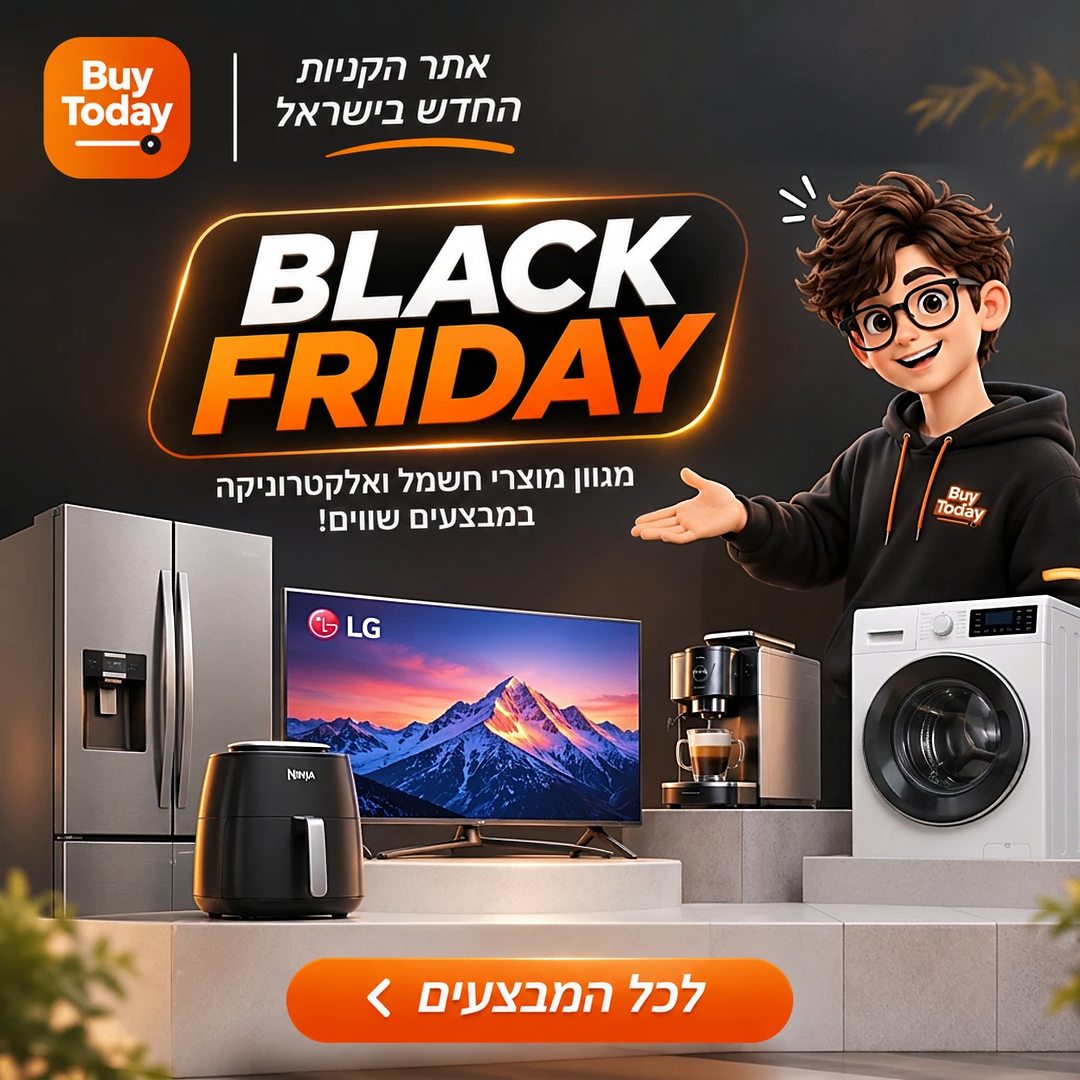 Buy
Today
אתר הקניות
החדש בישראל
BLACK
FRIDAY
מגוון מוצרי חשמל ואלקטרוניקה
במבצעים שווים!
Buy
Today
LG
NINJA
לכל המבצעים